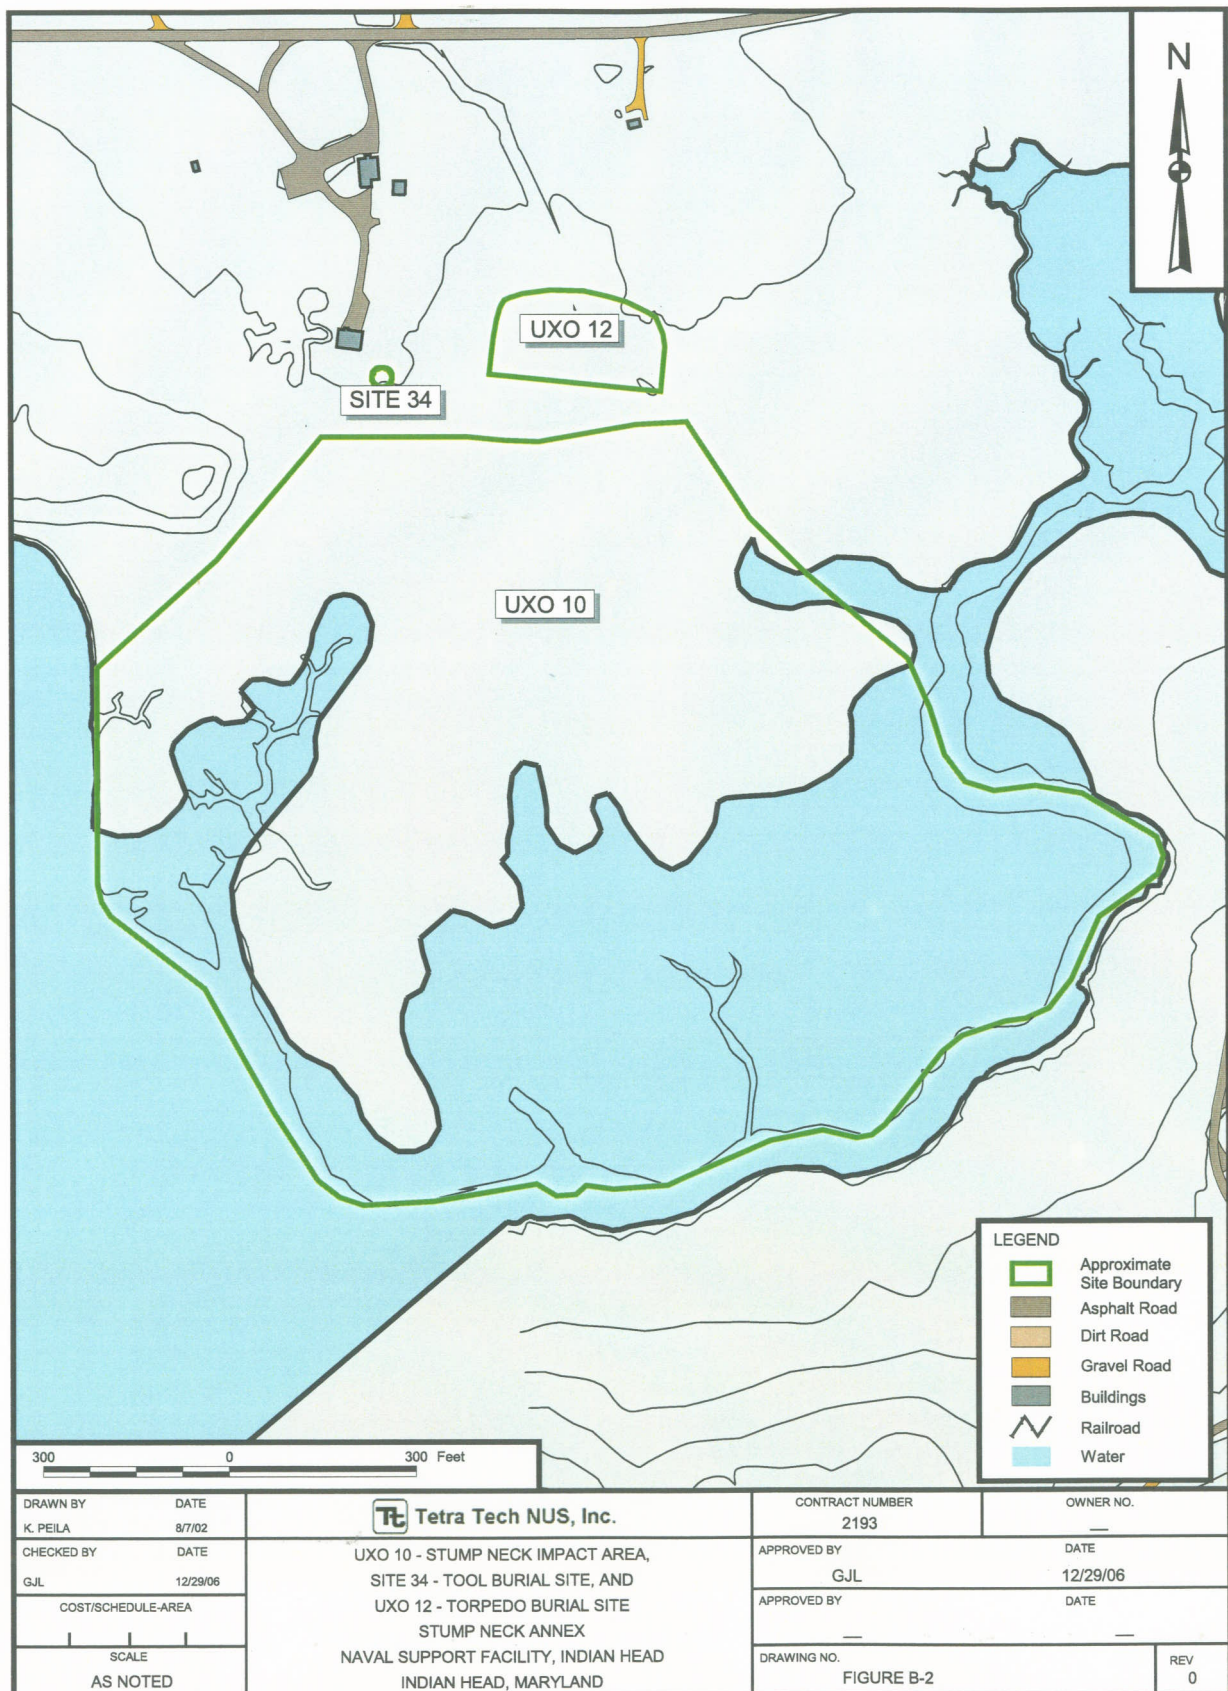 N
UXO 12
SITE 34
UXO 10
LEGEND
Approximate
Site Boundary
Asphalt Road
Dirt Road
Gravel Road
Buildings
Railroad
Water
300 0 300 Feet
DRAWN BY DATE
K. PEILA 8/7/02
CHECKED BY DATE
GJL 12/29/06
COST/SCHEDULE-AREA
SCALE
AS NOTED
Tt Tetra Tech NUS, Inc.
UXO 10 - STUMP NECK IMPACT AREA,
SITE 34 - TOOL BURIAL SITE, AND
UXO 12 - TORPEDO BURIAL SITE
STUMP NECK ANNEX
NAVAL SUPPORT FACILITY, INDIAN HEAD
INDIAN HEAD, MARYLAND
CONTRACT NUMBER
2193
OWNER NO.
—
APPROVED BY DATE
GJL 12/29/06
APPROVED BY DATE
— —
DRAWING NO.
FIGURE B-2
REV
0